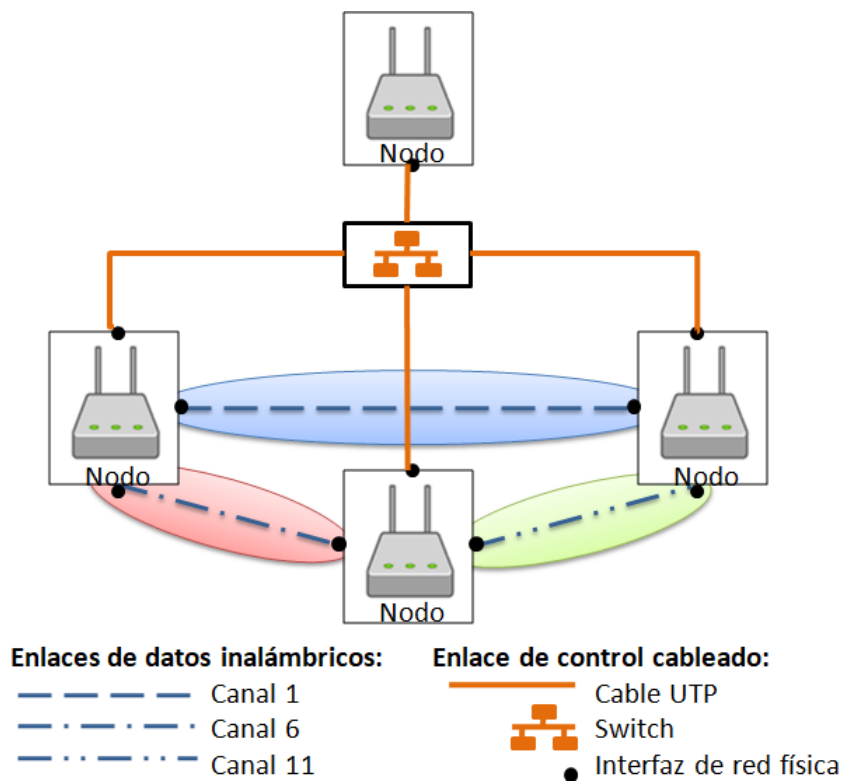 Nodo
Nodo
Nodo
Nodo
Enlaces de datos inalámbricos:
Canal 1
Canal 6
Canal 11
Enlace de control cableado:
Cable UTP
Switch
Interfaz de red física